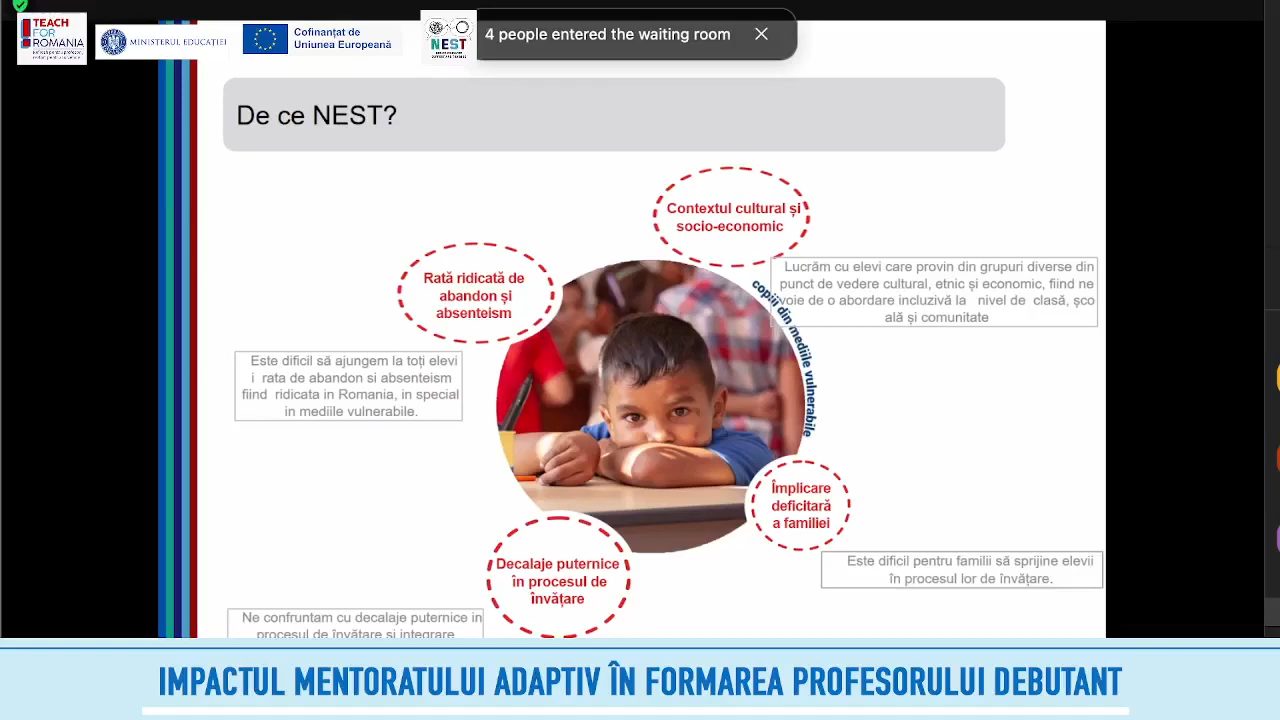 TEACH
FOR
ROMANIA
MINISTERUL EDUCAȚIEI
Cofinanțat de
Uniunea Europeană
NEST
4 people entered the waiting room
De ce NEST?
Contextul cultural și
socio-economic
Lucrăm cu elevi care provin din grupuri diverse din
punct de vedere cultural, etnic și economic, fiind ne
voie de o abordare incluzivă la nivel de clasă, șco
ală și comunitate
copiii din mediile vulnerabile
Rată ridicată de
abandon și
absenteism
Este dificil să ajungem la toți elevi
i rata de abandon si absenteism
fiind ridicata in Romania, in special
in mediile vulnerabile.
Împlicare
deficitară
a familiei
Este dificil pentru familii să sprijine elevii
în procesul lor de învățare.
Decalaje puternice
în procesul de
învățare
Ne confruntam cu decalaje puternice in
procesul de învățare si integrare
IMPACTUL MENTORATULUI ADAPTIV ÎN FORMAREA PROFESORULUI DEBUTANT